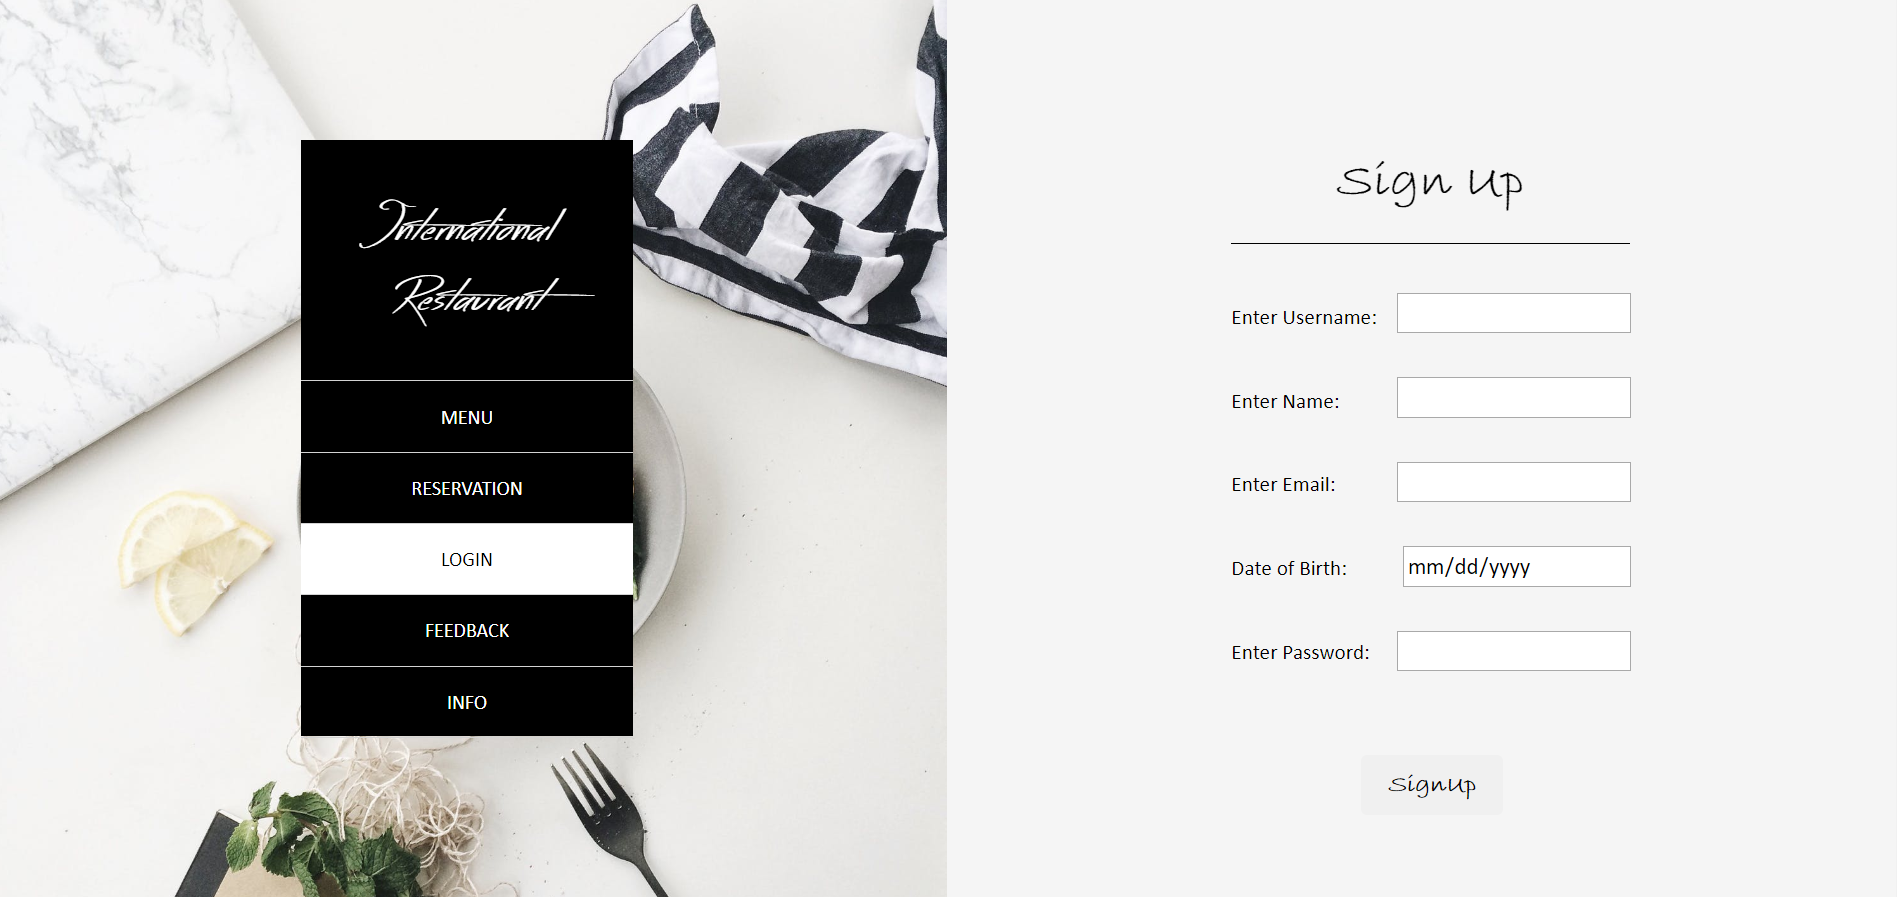 International
Restaurant
MENU
RESERVATION
LOGIN
FEEDBACK
INFO
Sign Up
Enter Username:
Enter Name:
Enter Email:
Date of Birth: mm/dd/yyyy
Enter Password:
SignUp